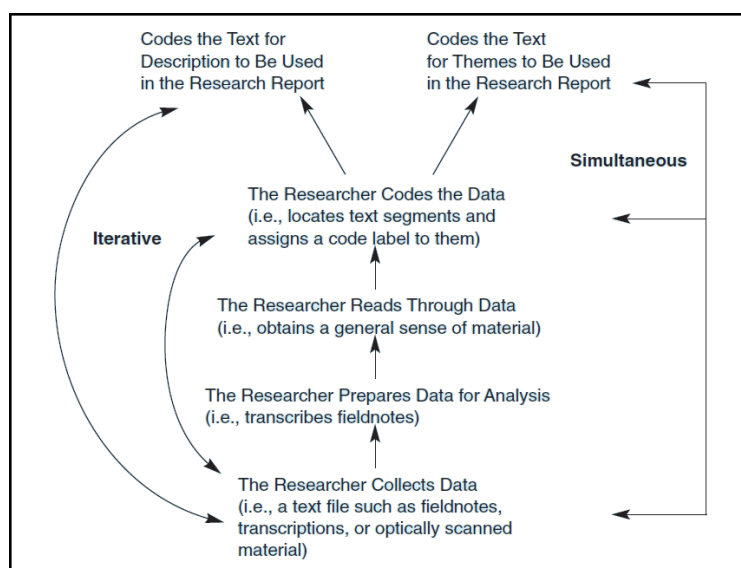 Codes the Text for
Description to Be Used
in the Research Report
Codes the Text
for Themes to Be Used
in the Research Report
Simultaneous
The Researcher Codes the Data
(i.e., locates text segments and
assigns a code label to them)
Iterative
The Researcher Reads Through Data
(i.e., obtains a general sense of material)
The Researcher Prepares Data for Analysis
(i.e., transcribes fieldnotes)
The Researcher Collects Data
(i.e., a text file such as fieldnotes,
transcriptions, or optically scanned
material)